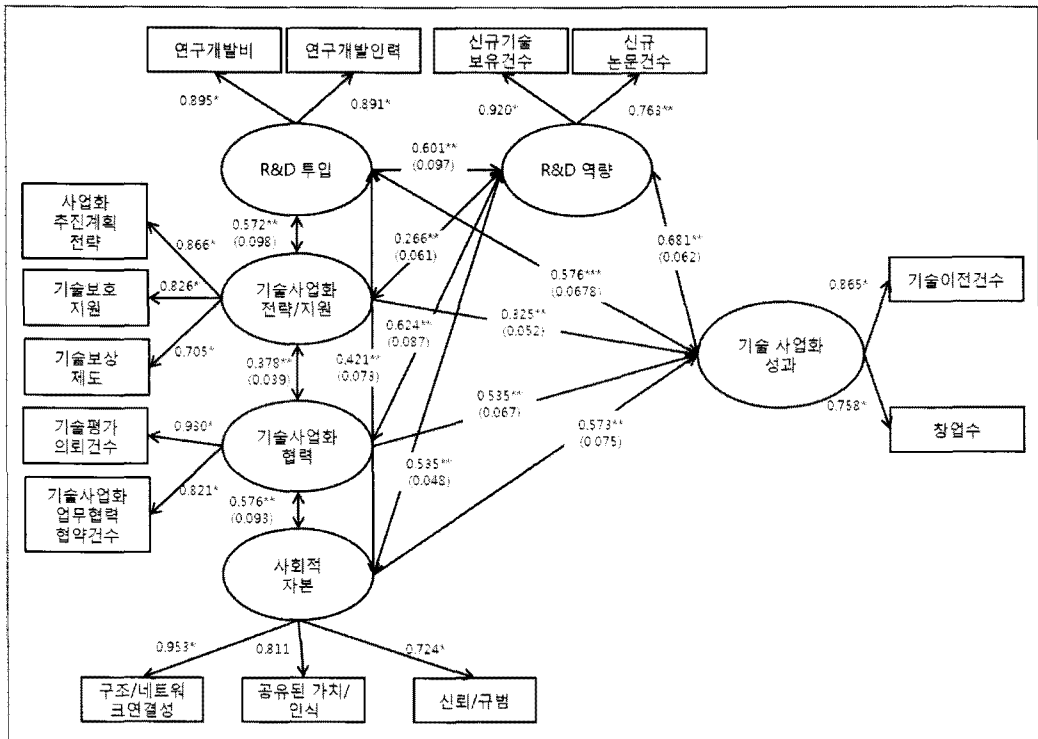 연구개발비
연구개발인력
신규기술
보유건수
신규
논문건수
0.895*
0.891*
0.920*
0.763**
R&D 투입
0.601**
(0.097)
R&D 역량
사업화
추진계획
전략
0.866*
0.572**
(0.098)
0.266**
(0.061)
0.681**
(0.062)
기술보호
지원
0.826*
기술사업화
전략/지원
0.576***
(0.0678)
0.865*
기술이전건수
0.325**
(0.052)
0.624**
(0.087)
기술보상
제도
0.705*
0.378**
(0.039)
0.421**
(0.073)
기술 사업화
성과
기술평가
의뢰건수
0.930*
기술사업화
협력
0.535**
(0.067)
0.573**
(0.075)
0.758*
창업수
기술사업화
업무협력
협약건수
0.821*
0.535**
(0.048)
0.576**
(0.093)
사회적
자본
0.953*
0.811
0.724*
구조/네트워
크연결성
공유된 가치/
인식
신뢰/규범